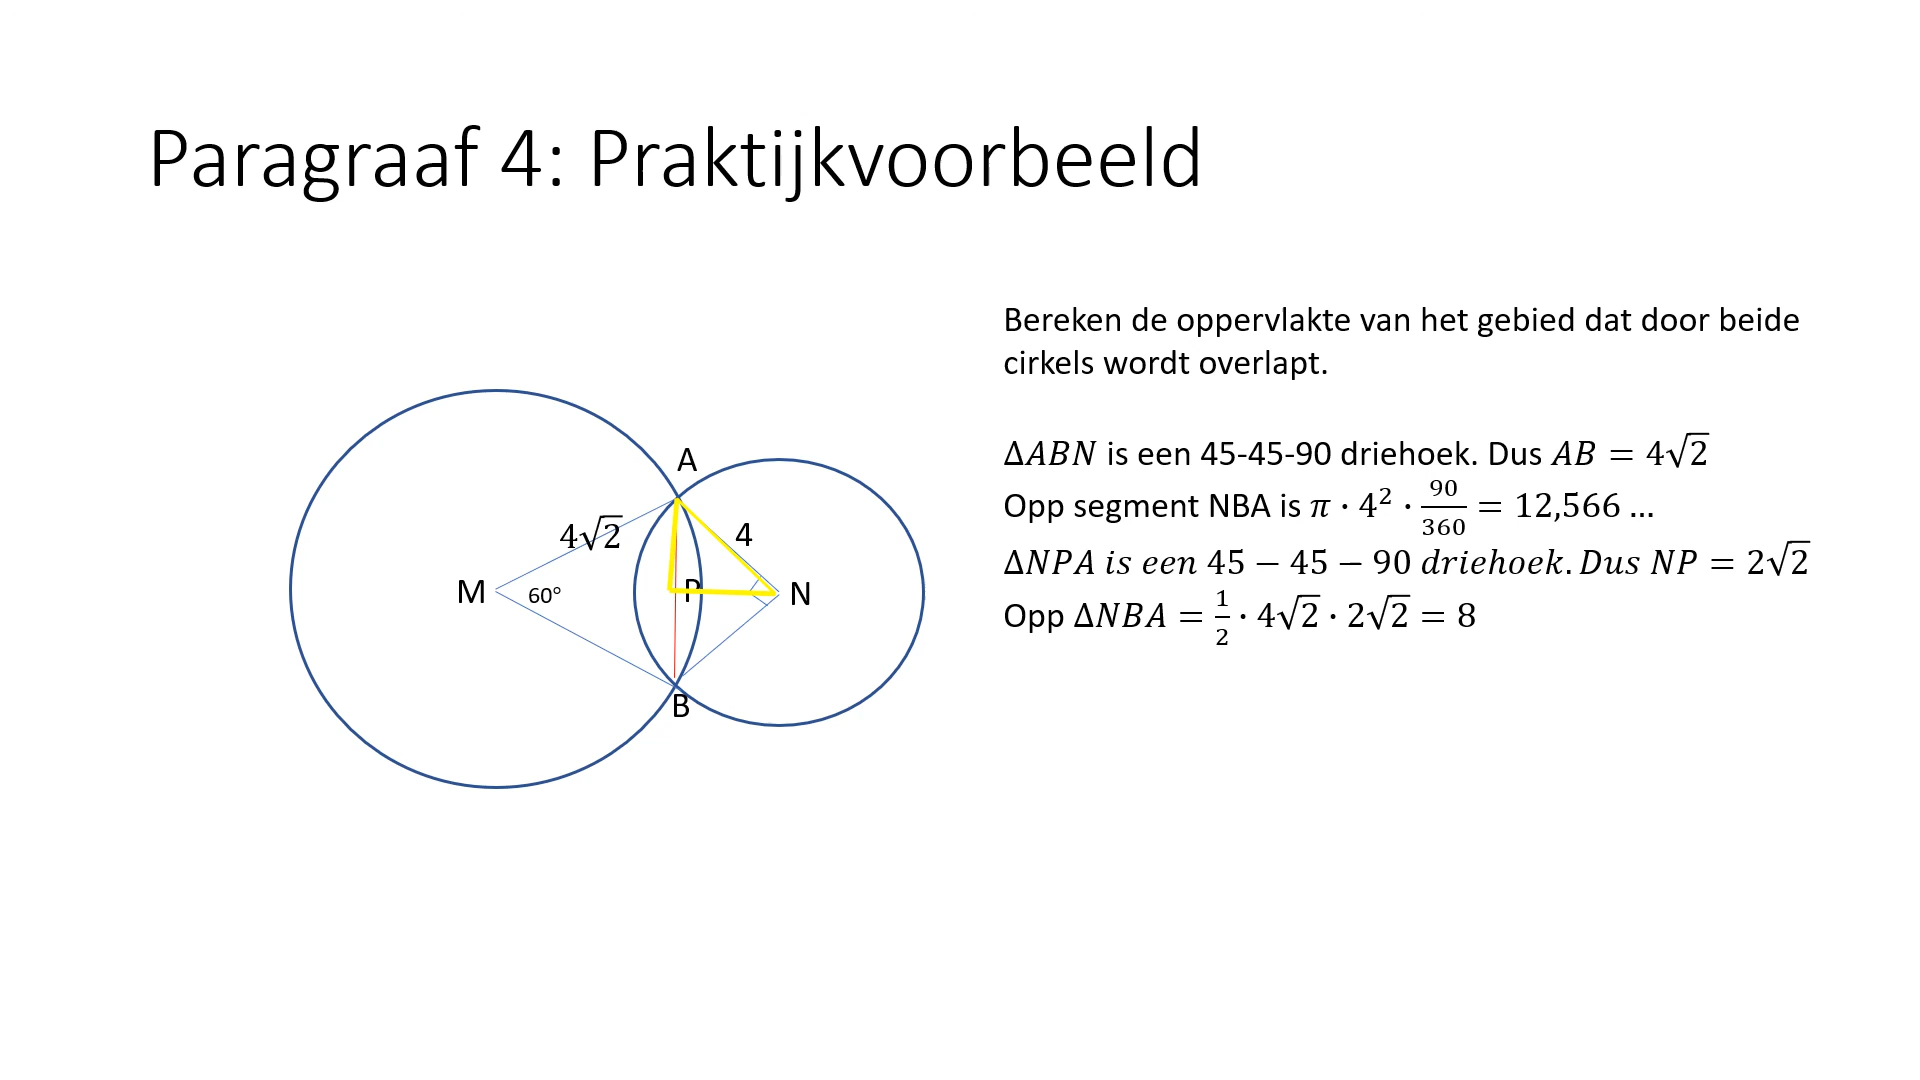 Paragraaf 4: Praktijkvoorbeeld
Bereken de oppervlakte van het gebied dat door beide
cirkels wordt overlapt.
ΔABN is een 45-45-90 driehoek. Dus AB = 4√2
Opp segment NBA is π · 4² · 90/360 = 12,566 ...
ΔNPA is een 45 − 45 − 90 driehoek. Dus NP = 2√2
Opp ΔNBA = 1/2 · 4√2 · 2√2 = 8
A
4√2
4
M
60°
P
N
B